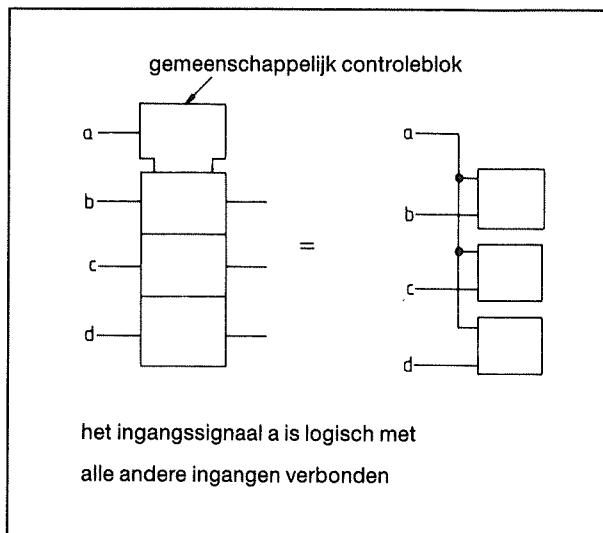 gemeenschappelijk controleblok
a
b
c
d
=
a
b
c
d
het ingangssignaal a is logisch met
alle andere ingangen verbonden